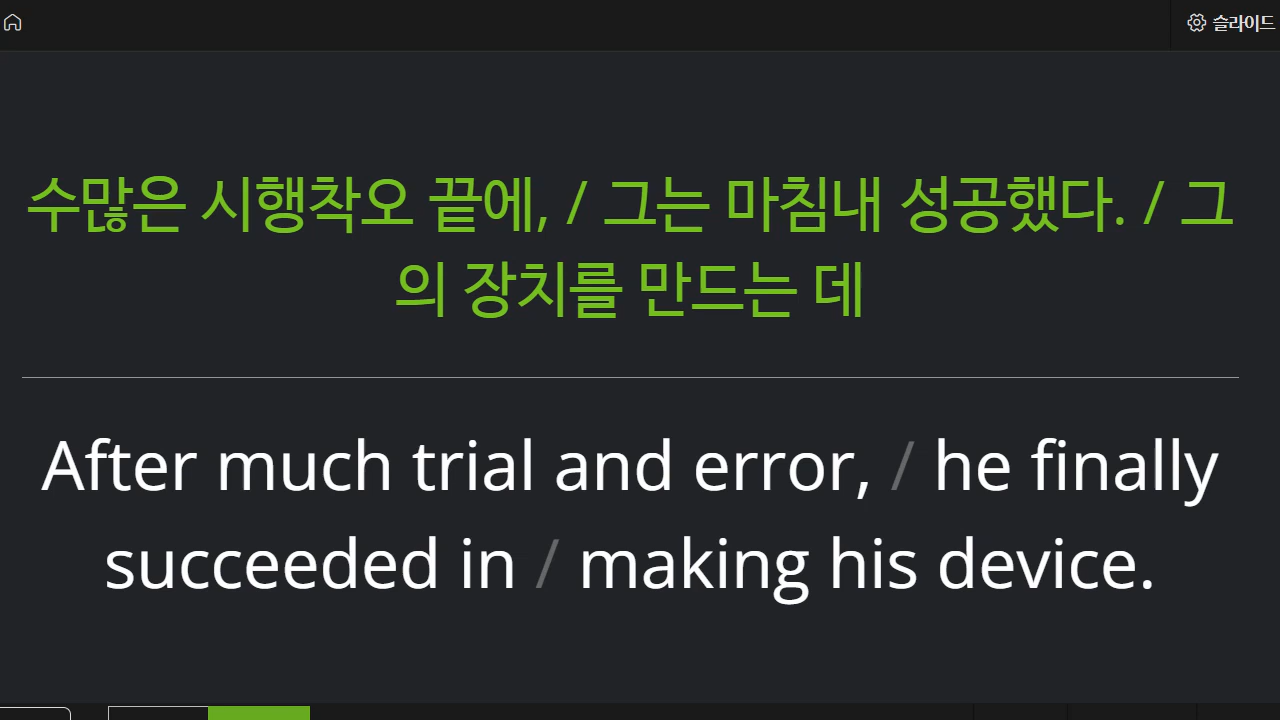 슬라이드
수많은 시행착오 끝에, / 그는 마침내 성공했다. / 그
의 장치를 만드는 데
After much trial and error, / he finally
succeeded in / making his device.